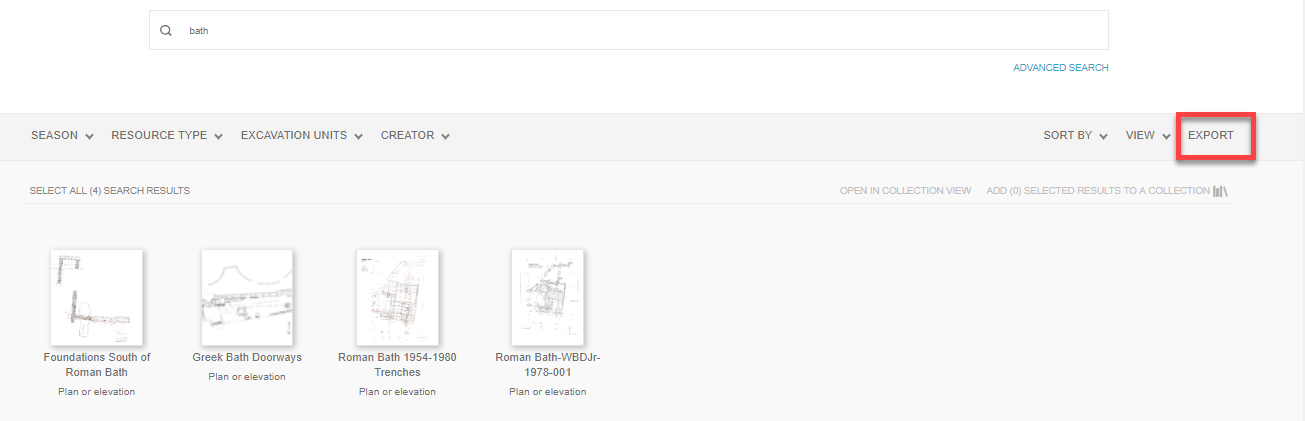 bath
ADVANCED SEARCH
SEASON RESOURCE TYPE EXCAVATION UNITS CREATOR SORT BY VIEW EXPORT
SELECT ALL (4) SEARCH RESULTS OPEN IN COLLECTION VIEW ADD (0) SELECTED RESULTS TO A COLLECTION
Foundations South of
Roman Bath
Plan or elevation
Greek Bath Doorways
Plan or elevation
Roman Bath 1954-1980
Trenches
Plan or elevation
Roman Bath-WBDJr-
1978-001
Plan or elevation